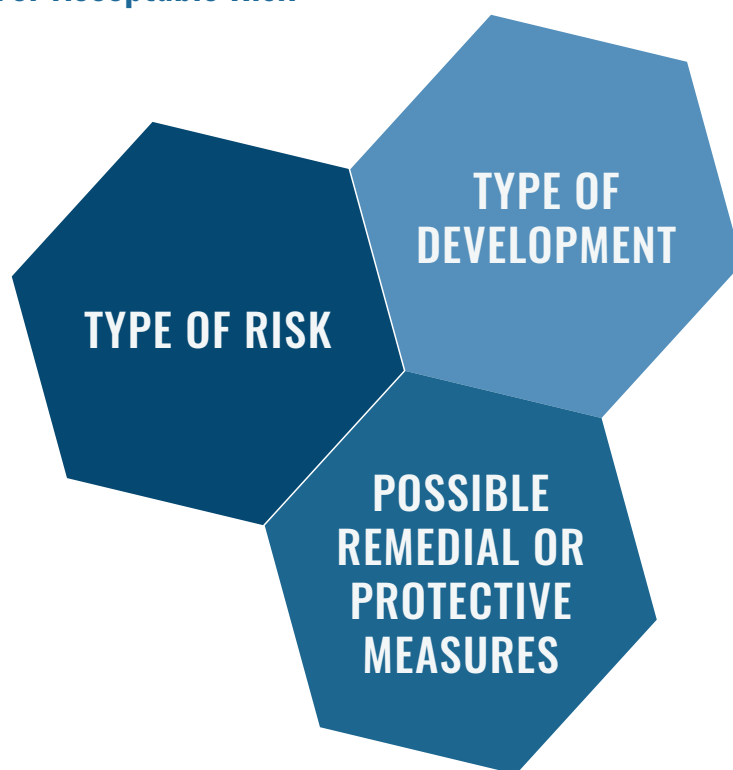 TYPE OF
DEVELOPMENT
TYPE OF RISK
POSSIBLE
REMEDIAL OR
PROTECTIVE
MEASURES